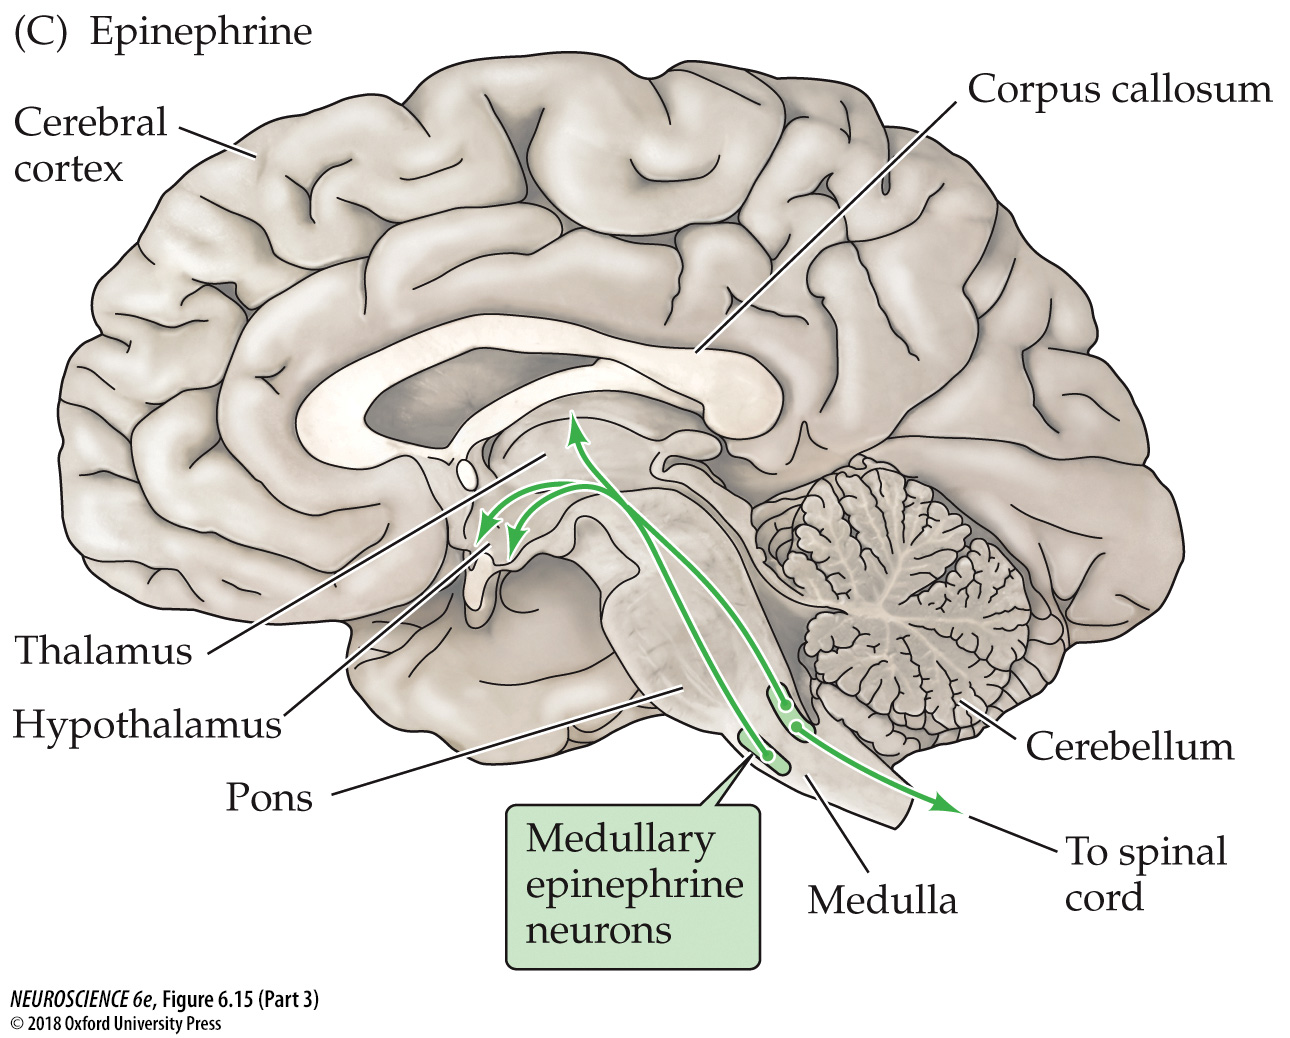 (C) Epinephrine
Corpus callosum
Cerebral
cortex
Thalamus
Hypothalamus
Pons
Cerebellum
Medullary
epinephrine
neurons
To spinal
cord
Medulla
NEUROSCIENCE 6e, Figure 6.15 (Part 3)
© 2018 Oxford University Press